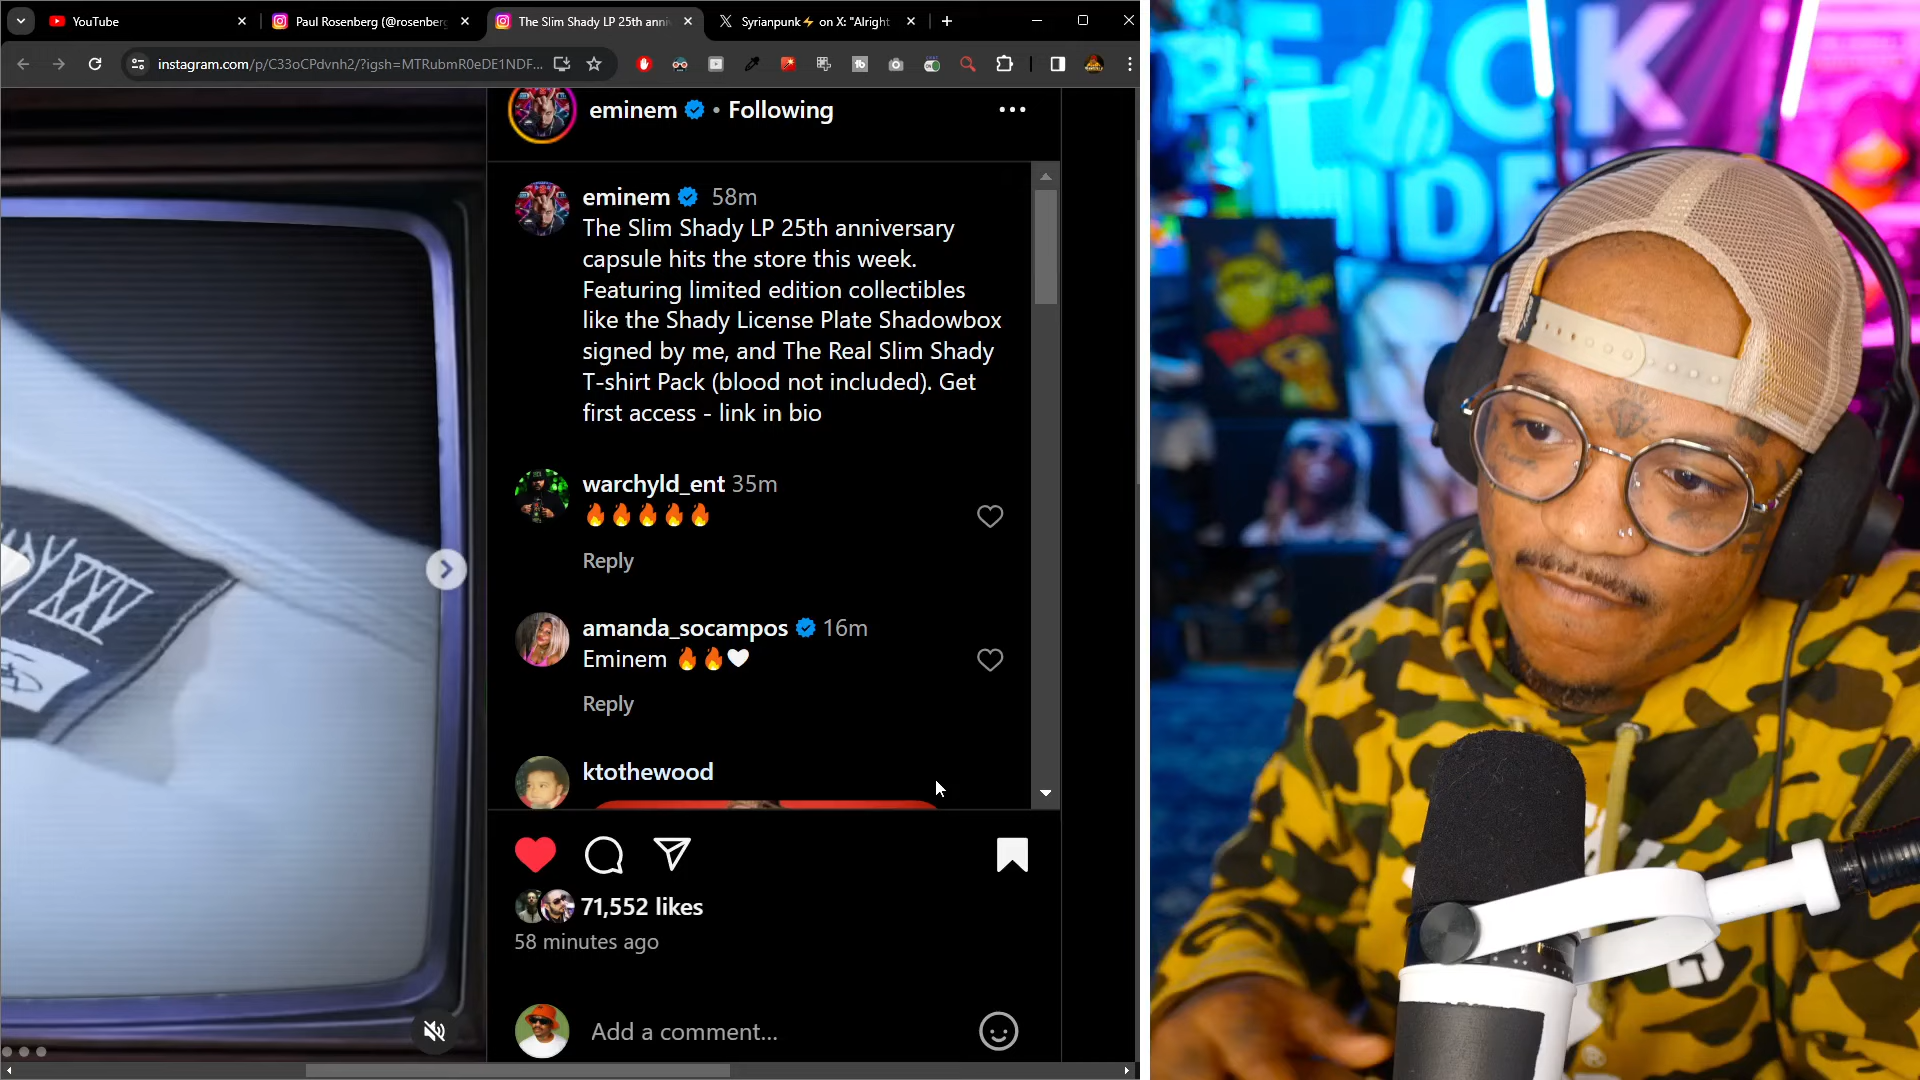 YouTube
Paul Rosenberg (@rosenberg
The Slim Shady LP 25th anni
Syrianpunk⚡ on X: "Alright
instagram.com/p/C33oCPdvnh2/?igsh=MTRubmR0eDE1NDF...
eminem • Following
eminem 58m
The Slim Shady LP 25th anniversary
capsule hits the store this week.
Featuring limited edition collectibles
like the Shady License Plate Shadowbox
signed by me, and The Real Slim Shady
T-shirt Pack (blood not included). Get
first access - link in bio
warchyld_ent 35m
🔥🔥🔥🔥🔥
Reply
amanda_socampos 16m
Eminem 🔥🔥🤍
Reply
ktothewood
71,552 likes
58 minutes ago
Add a comment...
XXV